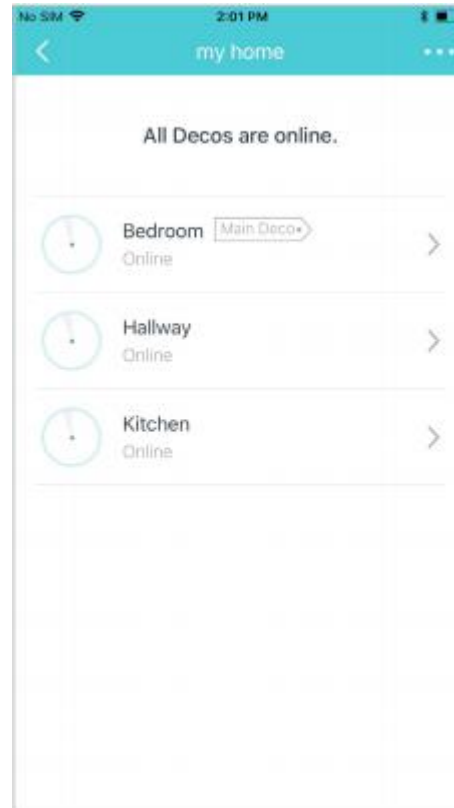 No SIM 2:01 PM
my home
All Decos are online.
Bedroom Main Deco
Online
Hallway
Online
Kitchen
Online